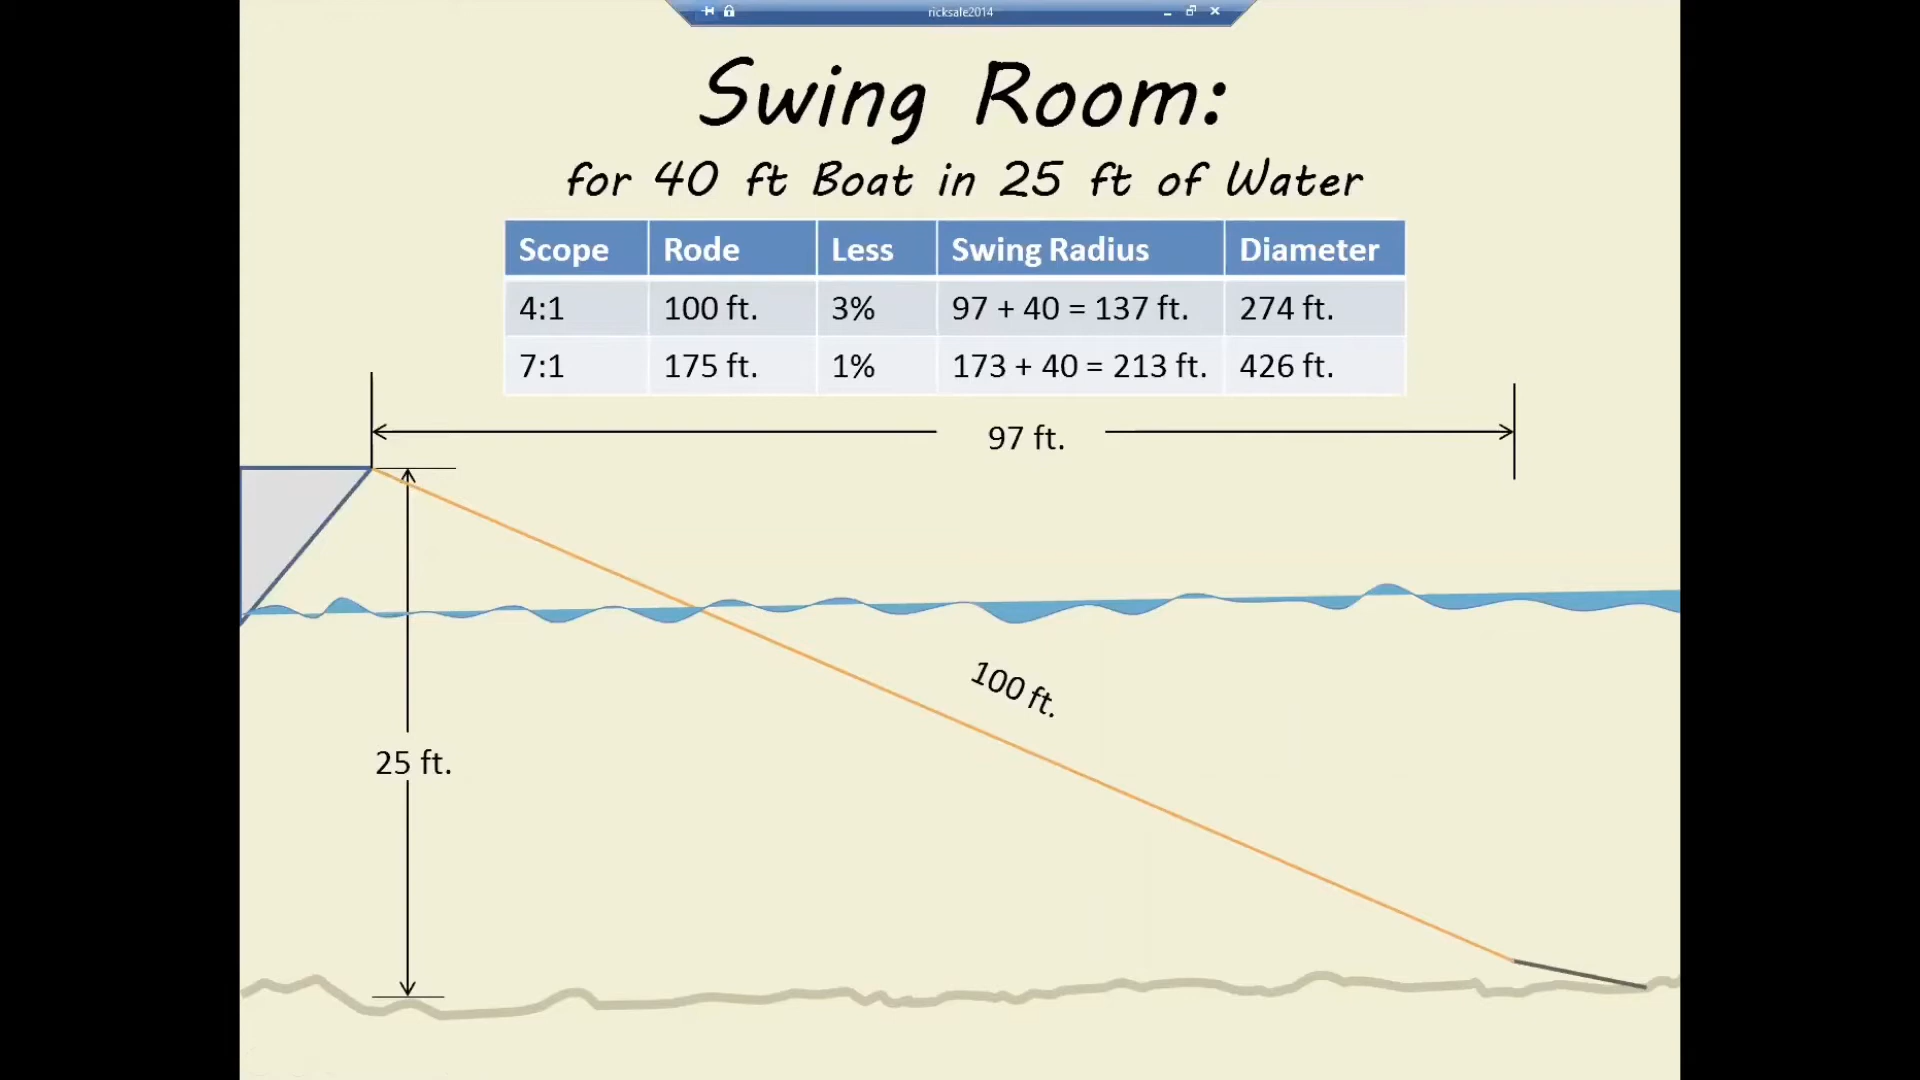 ricksale2014
Swing Room:
for 40 ft Boat in 25 ft of Water
Scope Rode Less Swing Radius Diameter
4:1 100 ft. 3% 97 + 40 = 137 ft. 274 ft.
7:1 175 ft. 1% 173 + 40 = 213 ft. 426 ft.
97 ft.
100 ft.
25 ft.